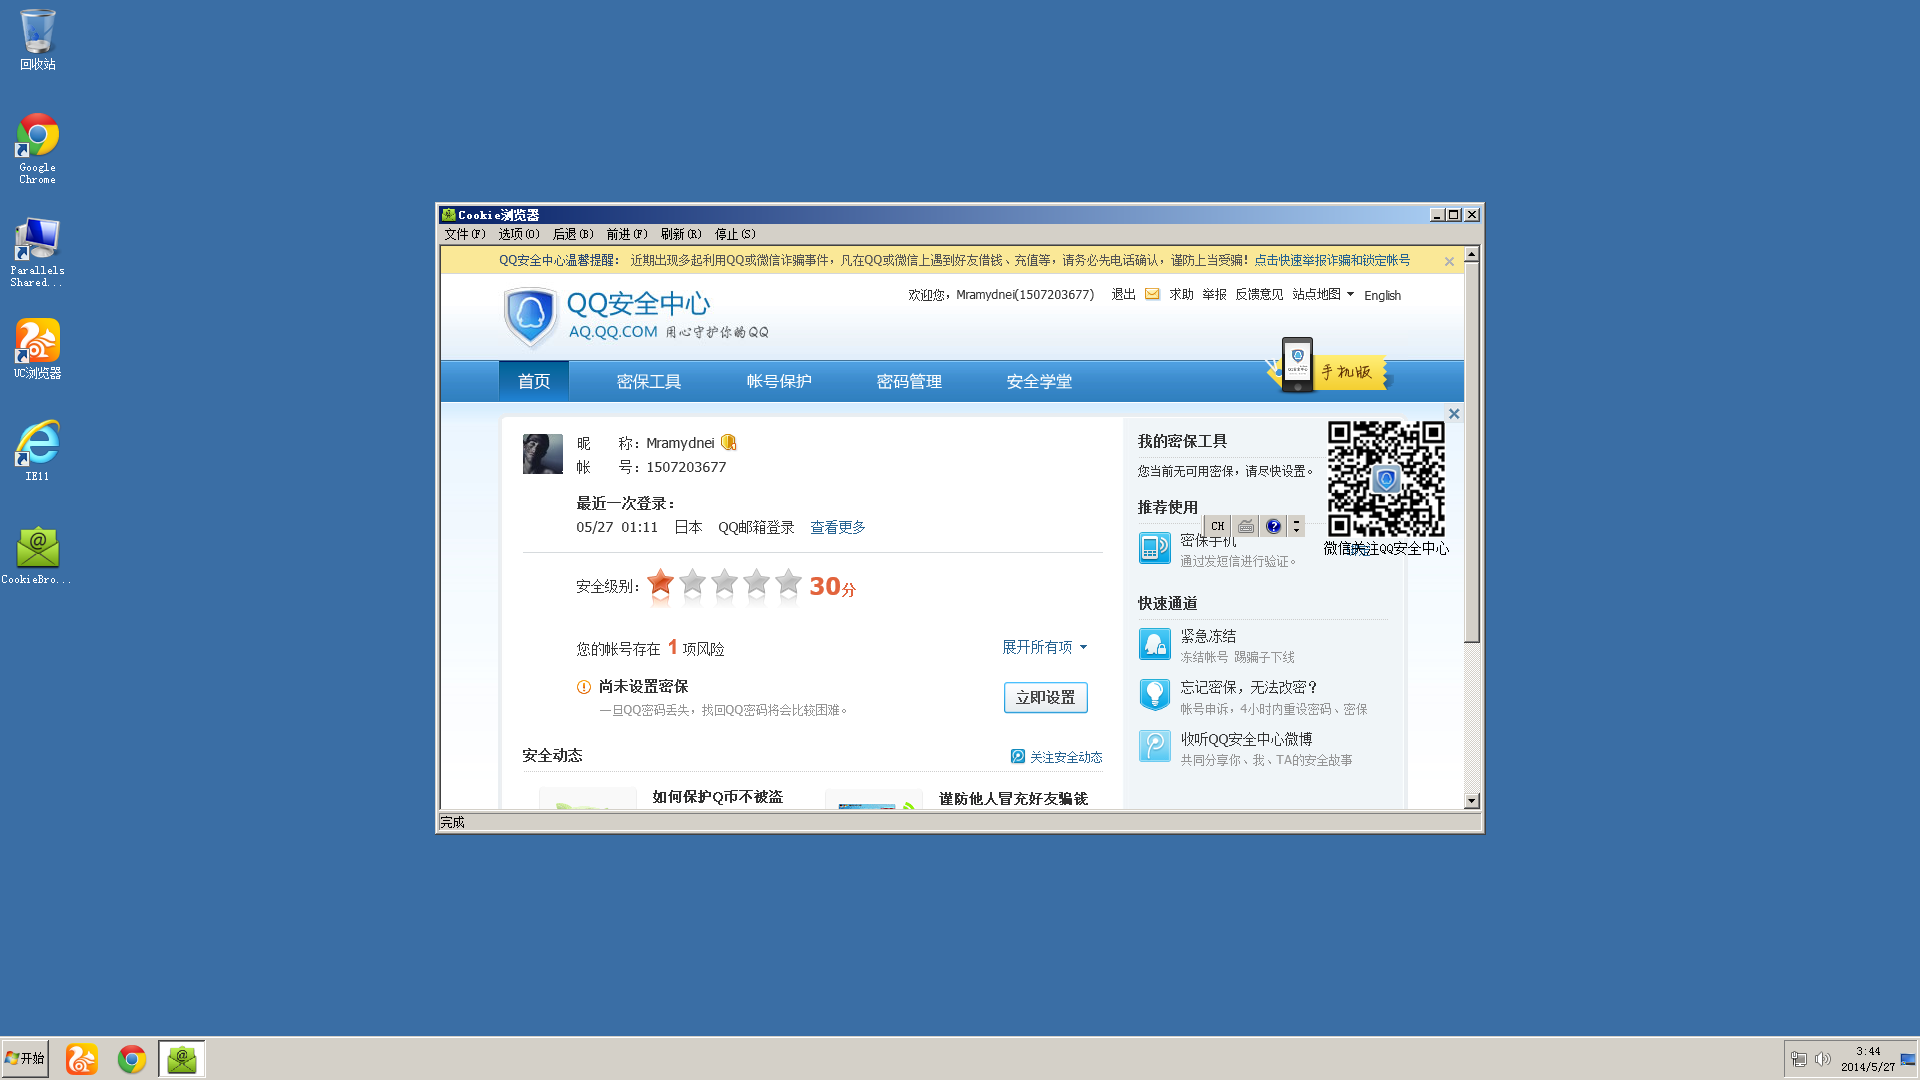 回收站
Google
Chrome
Parallels
Shared...
UC浏览器
IE11
CookieBro...
Cookie浏览器
文件(F) 选项(O) 后退(B) 前进(F) 刷新(R) 停止(S)
QQ安全中心温馨提醒： 近期出现多起利用QQ或微信诈骗事件，凡在QQ或微信上遇到好友借钱、充值等，请务必先电话确认，谨防上当受骗！点击快速举报诈骗和锁定帐号
QQ安全中心
AQ.QQ.COM 用心守护你的QQ
欢迎您，Mramydnei(1507203677) 退出 求助 举报 反馈意见 站点地图 English
首页 密保工具 帐号保护 密码管理 安全学堂
手机版
昵 称：Mramydnei
帐 号：1507203677
最近一次登录：
05/27 01:11 日本 QQ邮箱登录 查看更多
安全级别： 30分
您的帐号存在 1 项风险 展开所有项
尚未设置密保
一旦QQ密码丢失，找回QQ密码将会比较困难。
立即设置
安全动态 关注安全动态
如何保护Q币不被盗 谨防他人冒充好友骗钱
我的密保工具
您当前无可用密保，请尽快设置。
推荐使用
CH
密保手机
通过发短信进行验证。
微信关注QQ安全中心
快速通道
紧急冻结
冻结帐号 踢骗子下线
忘记密保，无法改密？
帐号申诉，4小时内重设密码、密保
收听QQ安全中心微博
共同分享你、我、TA的安全故事
完成
开始
3:44
2014/5/27